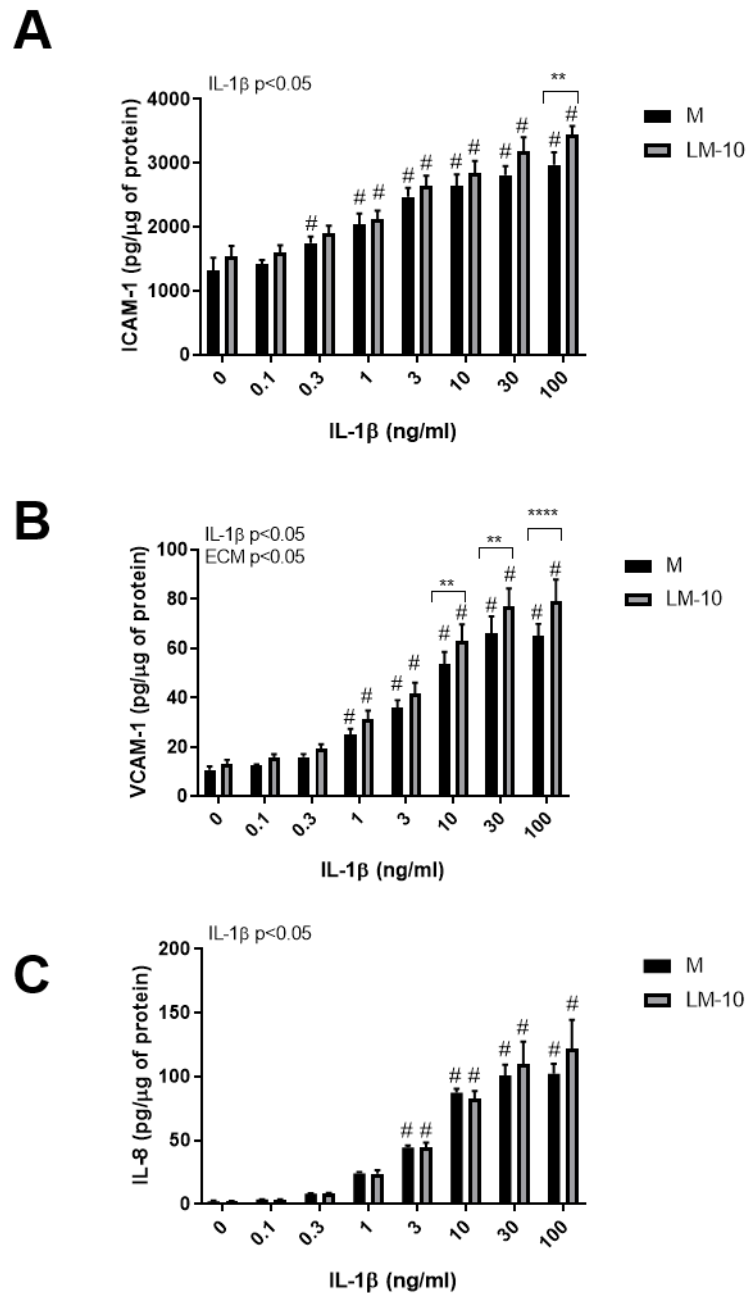 A
IL-1β p<0.05
**
4000
3000
2000
1000
0
ICAM-1 (pg/μg of protein)
# # # # # # # # # # # # #
0 0.1 0.3 1 3 10 30 100
IL-1β (ng/ml)
M
LM-10
B
IL-1β p<0.05
ECM p<0.05
** ** ****
100
80
60
40
20
0
VCAM-1 (pg/μg of protein)
# # # # # # # # # #
0 0.1 0.3 1 3 10 30 100
IL-1β (ng/ml)
M
LM-10
C
IL-1β p<0.05
200
150
100
50
0
IL-8 (pg/μg of protein)
# # # # # # # #
0 0.1 0.3 1 3 10 30 100
IL-1β (ng/ml)
M
LM-10